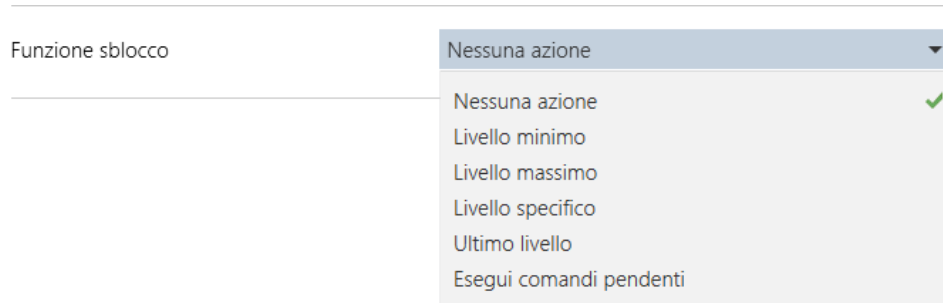 Funzione sblocco
Nessuna azione
Nessuna azione
Livello minimo
Livello massimo
Livello specifico
Ultimo livello
Esegui comandi pendenti